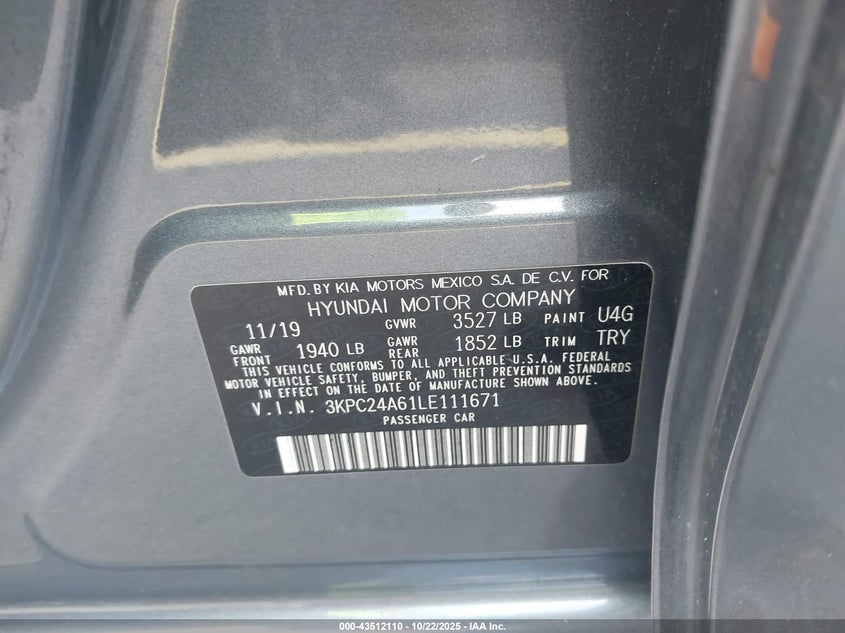 MFD. BY KIA MOTORS MEXICO S.A. DE C.V. FOR
HYUNDAI MOTOR COMPANY
11/19 GVWR 3527 LB PAINT U4G
GAWR FRONT 1940 LB GAWR REAR 1852 LB TRIM TRY
THIS VEHICLE CONFORMS TO ALL APPLICABLE U.S.A. FEDERAL
MOTOR VEHICLE SAFETY, BUMPER, AND THEFT PREVENTION STANDARDS
IN EFFECT ON THE DATE OF MANUFACTURE SHOWN ABOVE.
V.I.N. 3KPC24A61LE111671
PASSENGER CAR
000-43512110 - 10/22/2025 - IAA Inc.